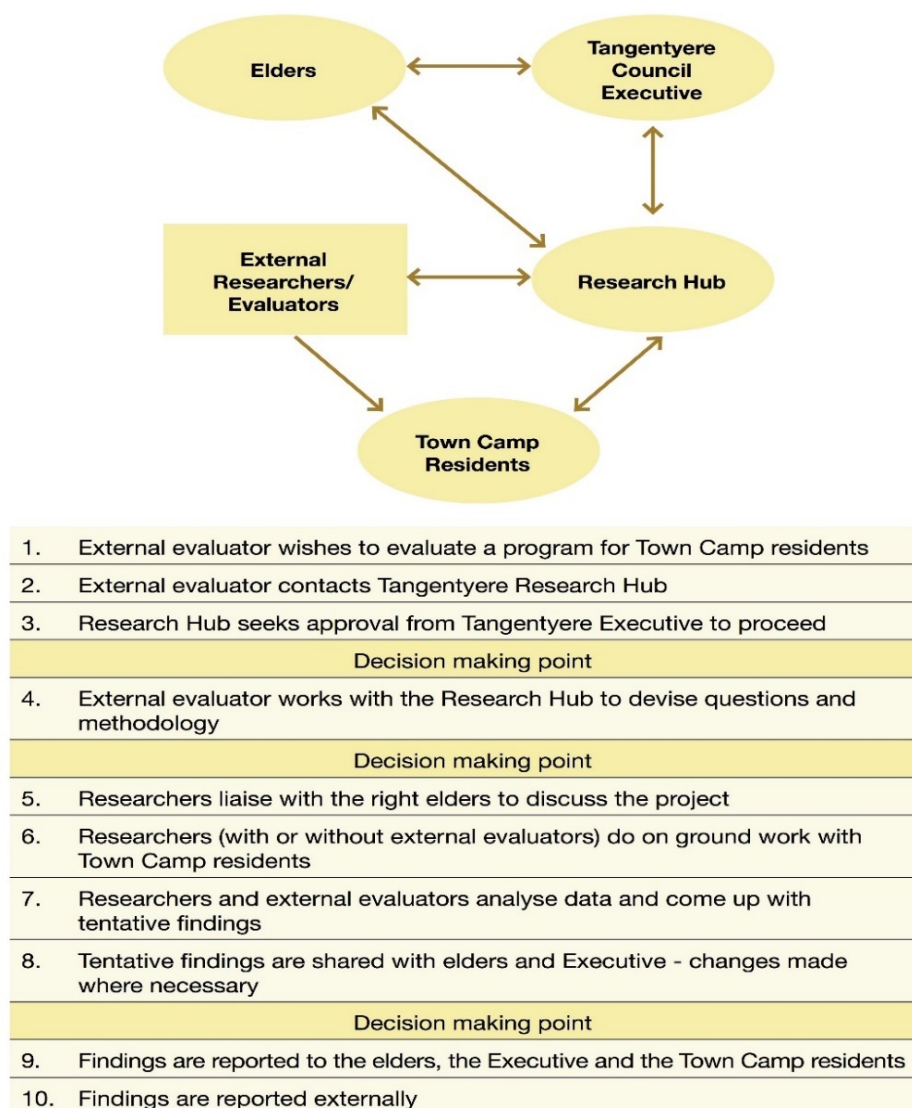 Elders
Tangentyere
Council
Executive
External
Researchers/
Evaluators
Research Hub
Town Camp
Residents
1. External evaluator wishes to evaluate a program for Town Camp residents
2. External evaluator contacts Tangentyere Research Hub
3. Research Hub seeks approval from Tangentyere Executive to proceed
Decision making point
4. External evaluator works with the Research Hub to devise questions and
methodology
Decision making point
5. Researchers liaise with the right elders to discuss the project
6. Researchers (with or without external evaluators) do on ground work with
Town Camp residents
7. Researchers and external evaluators analyse data and come up with
tentative findings
8. Tentative findings are shared with elders and Executive - changes made
where necessary
Decision making point
9. Findings are reported to the elders, the Executive and the Town Camp residents
10. Findings are reported externally